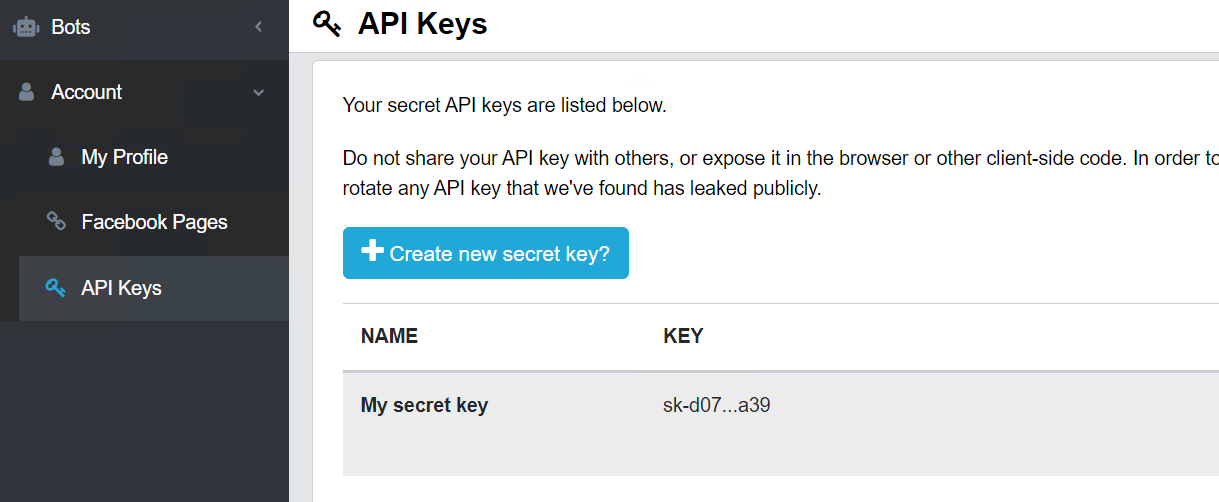 Bots
Account
My Profile
Facebook Pages
API Keys
API Keys
Your secret API keys are listed below.
Do not share your API key with others, or expose it in the browser or other client-side code. In order to
rotate any API key that we've found has leaked publicly.
Create new secret key?
NAME KEY
My secret key sk-d07...a39